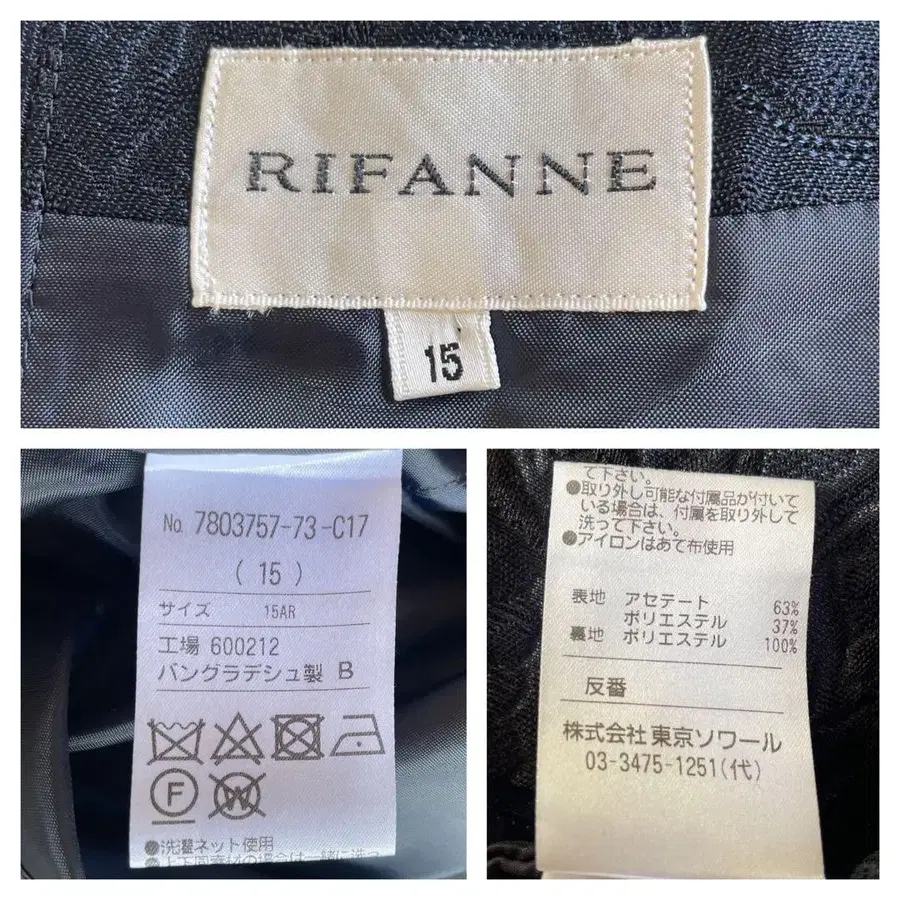 RIFANNE
15
No. 7803757-73-C17
( 15 )
サイズ 15AR
工場 600212
バングラデシュ製 B
F
W
●洗濯ネット使用
て下さい。
●取り外し可能な付属品が付いて
いる場合は、付属を取り外して
洗って下さい。
●アイロンはあて布使用
表地 アセテート 63%
ポリエステル 37%
裏地 ポリエステル 100%
反番
株式会社東京ソワール
03-3475-1251(代)